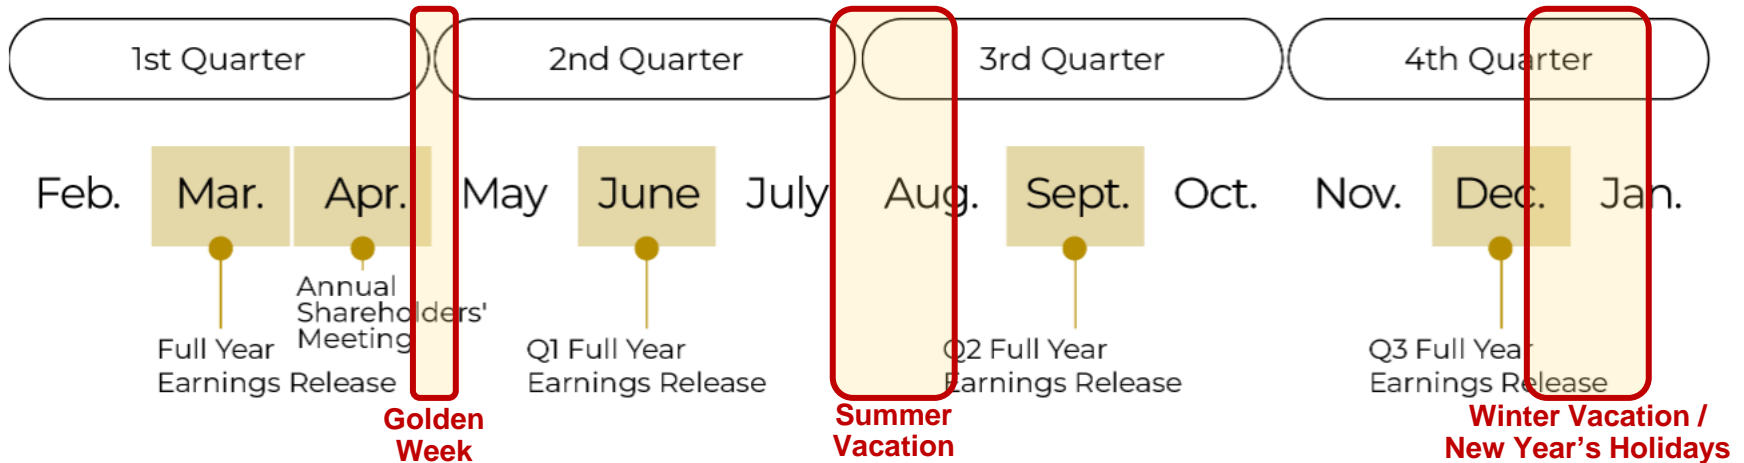 1st Quarter
2nd Quarter
3rd Quarter
4th Quarter
Feb.
Mar.
Apr.
May
June
July
Aug.
Sept.
Oct.
Nov.
Dec.
Jan.
Annual
Shareholders'
Meeting
Full Year
Earnings Release
Q1 Full Year
Earnings Release
Q2 Full Year
Earnings Release
Q3 Full Year
Earnings Release
Golden
Week
Summer
Vacation
Winter Vacation /
New Year’s Holidays